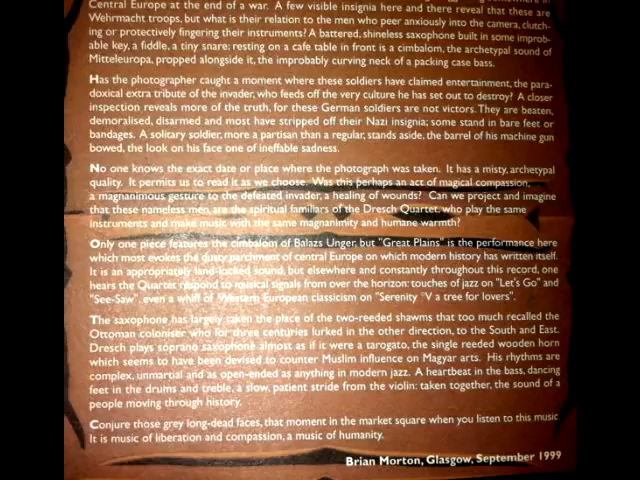 Central Europe at the end of a war. A few visible insignia here and there reveal that these are
Wehrmacht troops, but what is their relation to the men who peer anxiously into the camera, clutch-
ing or protectively fingering their instruments? A battered, shineless saxophone built in some improb-
able key, a fiddle, a tiny snare; resting on a cafe table in front is a cimbalom, the archetypal sound of
Mitteleuropa, propped alongside it, the improbably curving neck of a packing case bass.
Has the photographer caught a moment where these soldiers have claimed entertainment, the para-
doxical extra tribute of the invader, who feeds off the very culture he has set out to destroy? A closer
inspection reveals more of the truth, for these German soldiers are not victors. They are beaten,
demoralised, disarmed and most have stripped off their Nazi insignia; some stand in bare feet or
bandages. A solitary soldier, more a partisan than a regular, stands aside, the barrel of his machine gun
bowed, the look on his face one of ineffable sadness.
No one knows the exact date or place where the photograph was taken. It has a misty, archetypal
quality. It permits us to read it as we choose. Was this perhaps an act of magical compassion,
a magnanimous gesture to the defeated invader, a healing of wounds? Can we project and imagine
that these nameless men are the spiritual familiars of the Dresch Quartet, who play the same
instruments and make music with the same magnanimity and humane warmth?
Only one piece features the cimbalom of Balazs Unger, but "Great Plains" is the performance here
which most evokes the dusty parchment of central Europe on which modern history has written itself.
It is an appropriately land-locked sound, but elsewhere and constantly throughout this record, one
hears the Quartet respond to musical signals from over the horizon: touches of jazz on "Let's Go" and
"See-Saw", even a whiff of Western European classicism on "Serenity "V a tree for lovers".
The saxophone has largely taken the place of the two-reeded shawms that too much recalled the
Ottoman coloniser who for three centuries lurked in the other direction, to the South and East.
Dresch plays soprano saxophone almost as if it were a tarogato, the single reeded wooden horn
which seems to have been devised to counter Muslim influence on Magyar arts. His rhythms are
complex, unmartial and as open-ended as anything in modern jazz. A heartbeat in the bass, dancing
feet in the drums and treble, a slow, patient stride from the violin: taken together, the sound of a
people moving through history.
Conjure those grey long-dead faces, that moment in the market square when you listen to this music
It is music of liberation and compassion, a music of humanity.
Brian Morton, Glasgow, September 1999